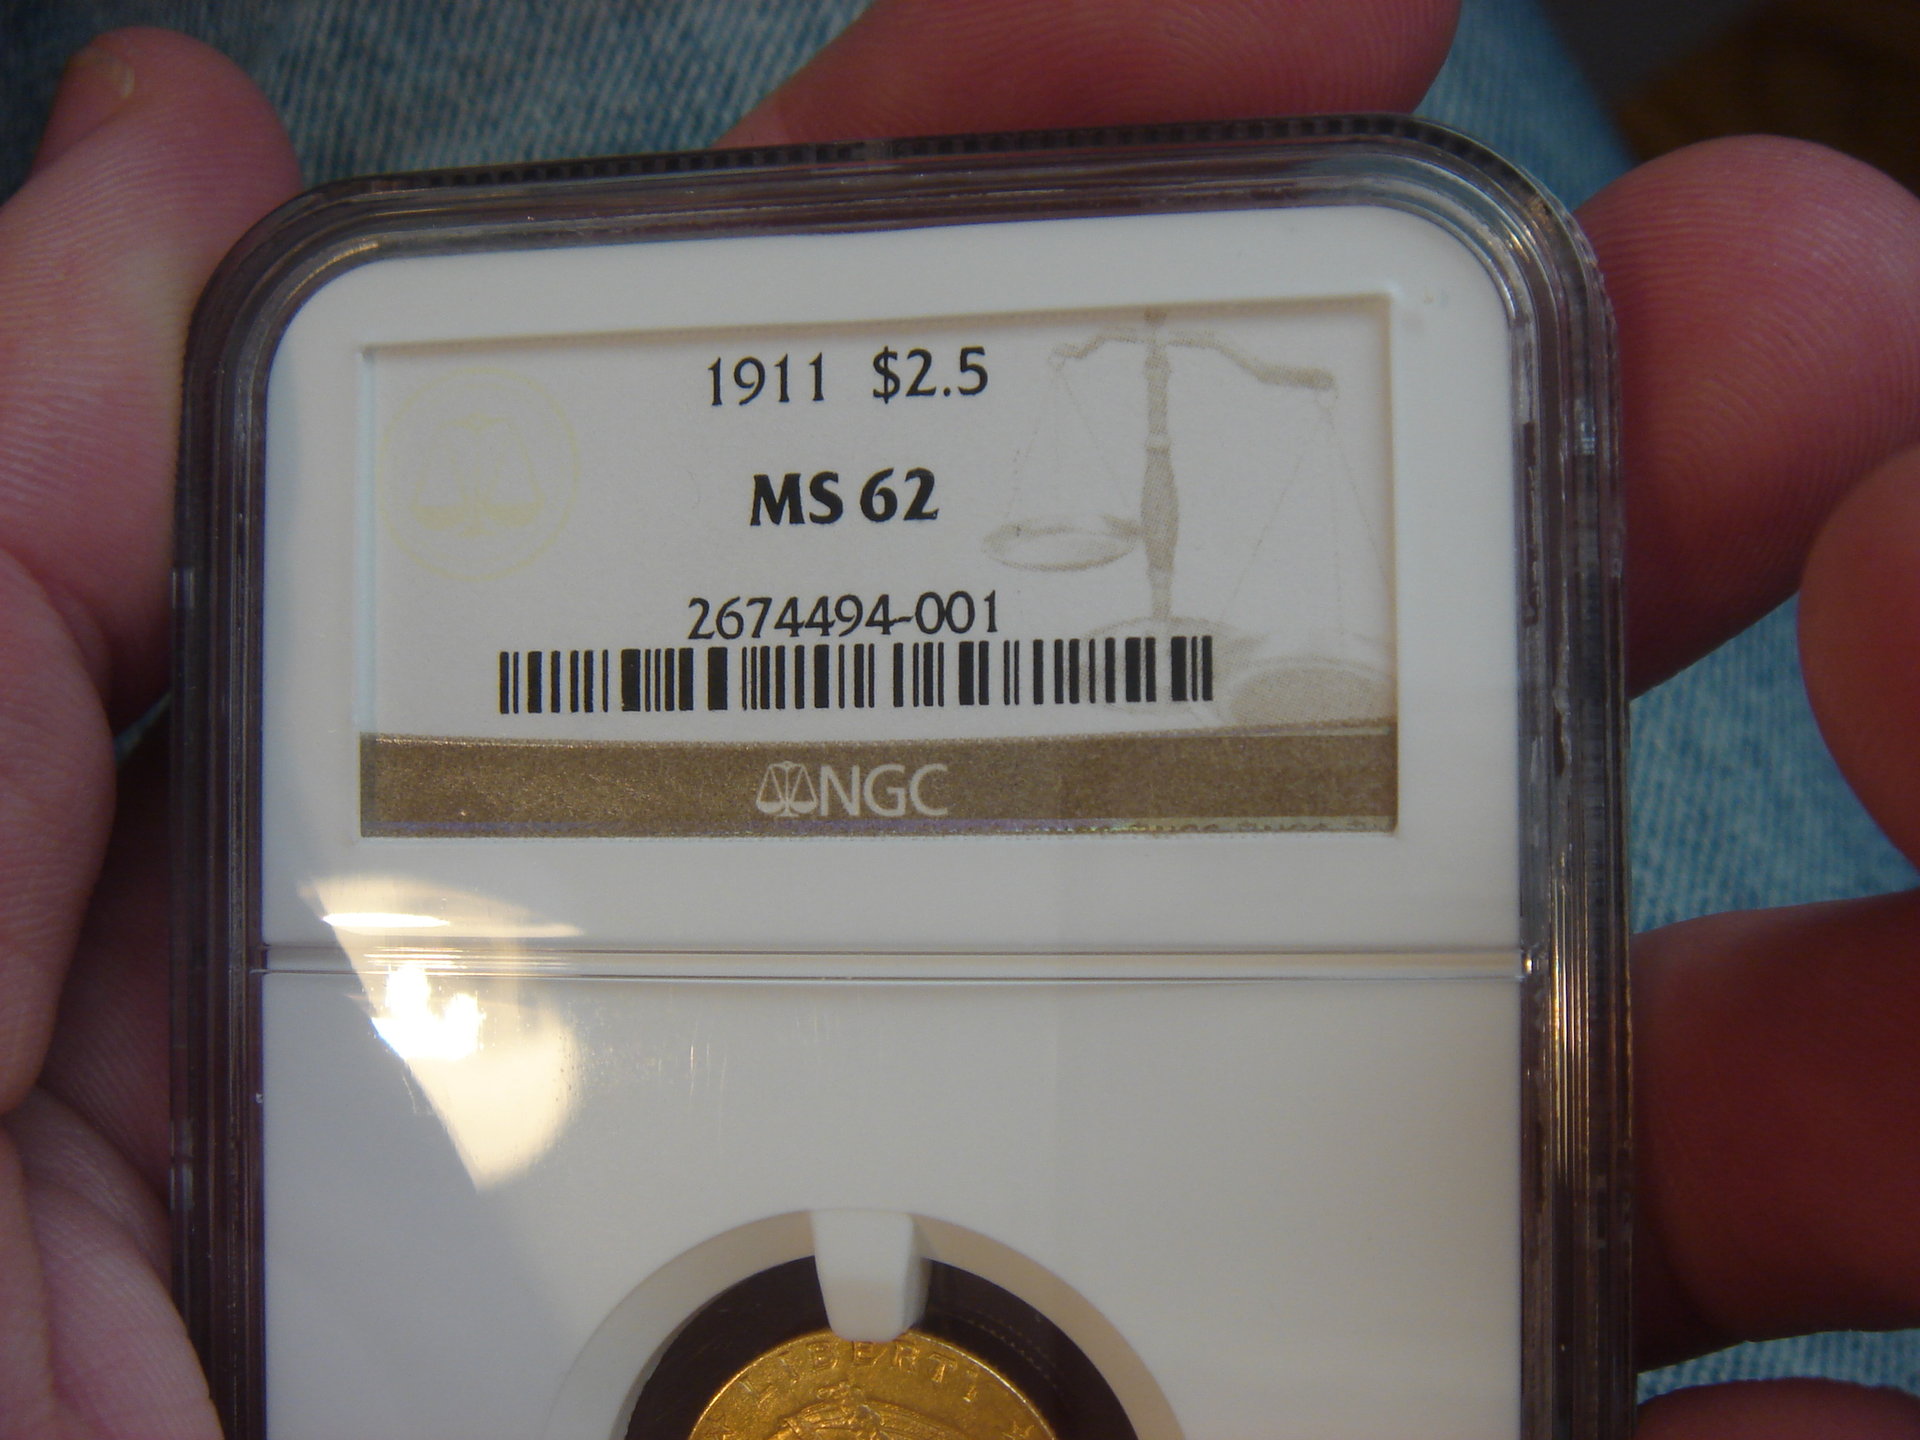 1911 $2.5
MS 62
2674494-001
NGC
LIBERTY